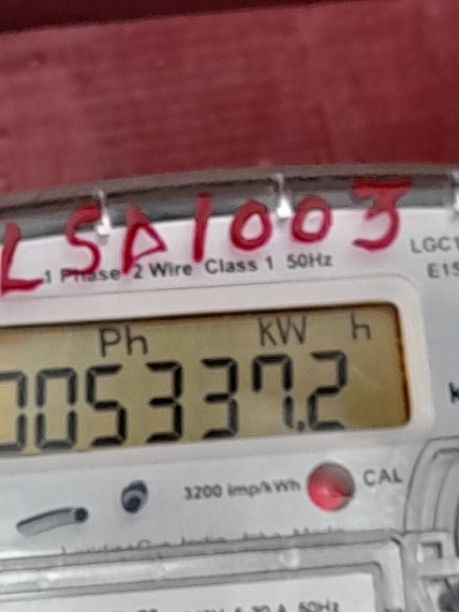 LSD1003
1 Phase 2 Wire Class 1 50Hz
LGC1
E15
Ph KW h
005337.2
3200 imp/kWh
CAL